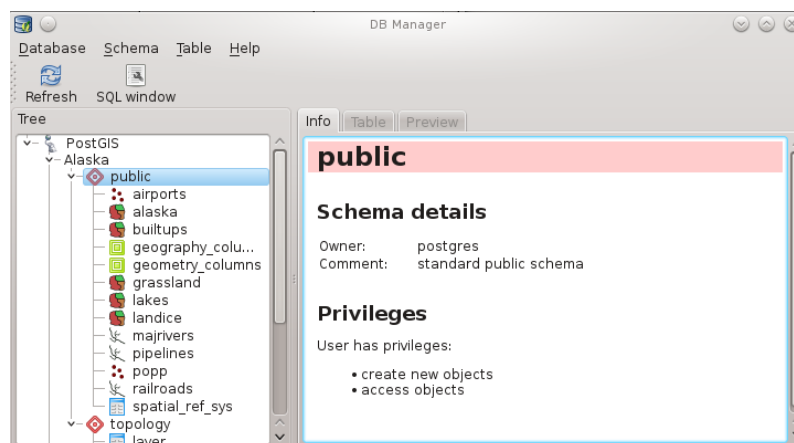 DB Manager
Database Schema Table Help
Refresh SQL window
Tree
PostGIS
Alaska
public
airports
alaska
builtups
geography_colu...
geometry_columns
grassland
lakes
landice
majrivers
pipelines
popp
railroads
spatial_ref_sys
topology
layer
Info Table Preview
public
Schema details
Owner: postgres
Comment: standard public schema
Privileges
User has privileges:
• create new objects
• access objects